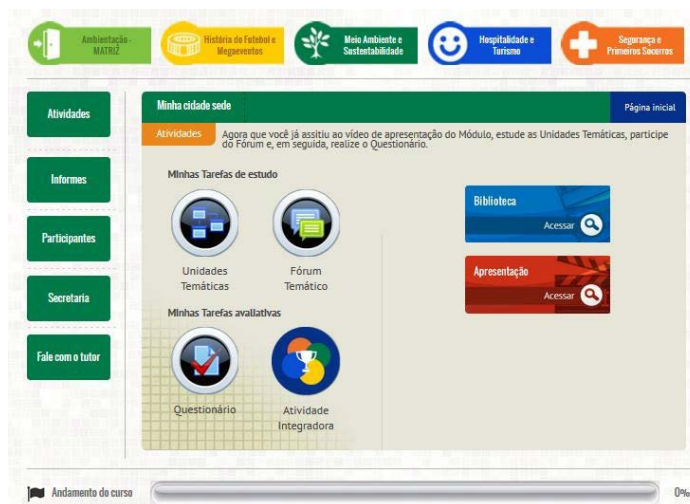 Ambientação -
MATRIZ
História do Futebol e
Megaeventos
Meio Ambiente e
Sustentabilidade
Hospitalidade e
Turismo
Segurança e
Primeiros Socorros
Atividades
Informes
Participantes
Secretaria
Fale com o tutor
Minha cidade sede
Página inicial
Atividades
Agora que você já assitiu ao vídeo de apresentação do Módulo, estude as Unidades Temáticas, participe
do Fórum e, em seguida, realize o Questionário.
Minhas Tarefas de estudo
Unidades
Temáticas
Fórum
Temático
Minhas Tarefas avaliativas
Questionário
Atividade
Integradora
Biblioteca
Acessar
Apresentação
Acessar
Andamento do curso
0%